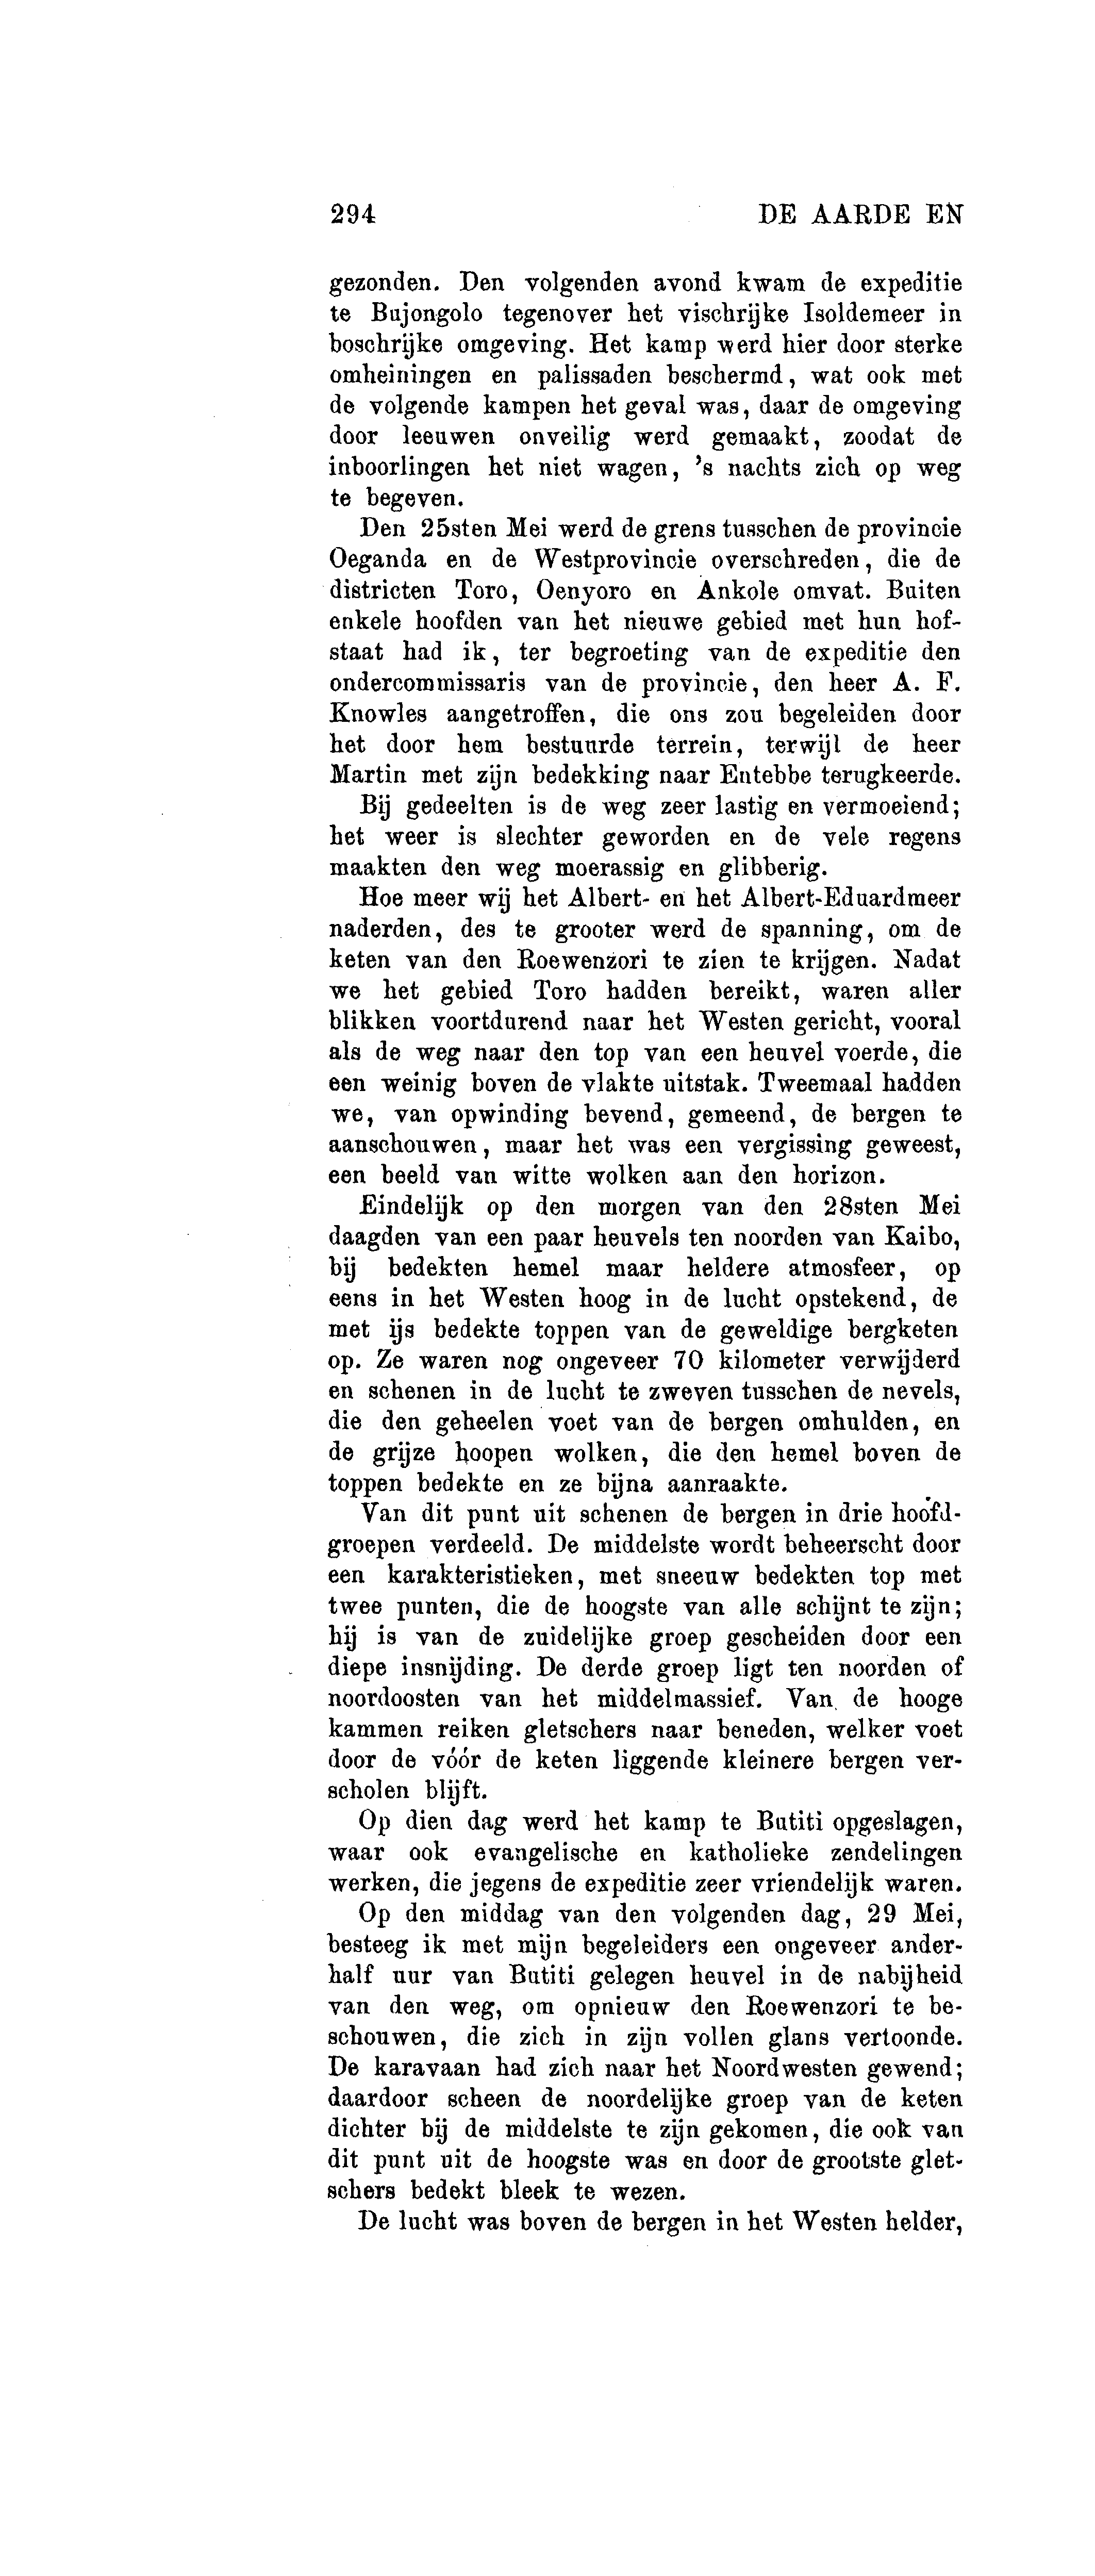 294 DE AARDE EN
gezonden. Den volgenden avond kwam de expeditie
te Bujongolo tegenover het vischrijke Isoldemeer in
boschrijke omgeving. Het kamp werd hier door sterke
omheiningen en palissaden beschermd, wat ook met
de volgende kampen het geval was, daar de omgeving
door leeuwen onveilig werd gemaakt, zoodat de
inboorlingen het niet wagen, 's nachts zich op weg
te begeven.
Den 25sten Mei werd de grens tusschen de provincie
Oeganda en de Westprovincie overschreden, die de
districten Toro, Oenyoro en Ankole omvat. Buiten
enkele hoofden van het nieuwe gebied met hun hof-
staat had ik, ter begroeting van de expeditie den
ondercommissaris van de provincie, den heer A. F.
Knowles aangetroffen, die ons zou begeleiden door
het door hem bestuurde terrein, terwijl de heer
Martin met zijn bedekking naar Entebbe terugkeerde.
Bij gedeelten is de weg zeer lastig en vermoeiend;
het weer is slechter geworden en de vele regens
maakten den weg moerassig en glibberig.
Hoe meer wij het Albert- en het Albert-Eduardmeer
naderden, des te grooter werd de spanning, om de
keten van den Roewenzori te zien te krijgen. Nadat
we het gebied Toro hadden bereikt, waren aller
blikken voortdurend naar het Westen gericht, vooral
als de weg naar den top van een heuvel voerde, die
een weinig boven de vlakte uitstak. Tweemaal hadden
we, van opwinding bevend, gemeend, de bergen te
aanschouwen, maar het was een vergissing geweest,
een beeld van witte wolken aan den horizon.
Eindelijk op den morgen van den 28sten Mei
daagden van een paar heuvels ten noorden van Kaibo,
bij bedekten hemel maar heldere atmosfeer, op
eens in het Westen hoog in de lucht opstekend, de
met ijs bedekte toppen van de geweldige bergketen
op. Ze waren nog ongeveer 70 kilometer verwijderd
en schenen in de lucht te zweven tusschen de nevels,
die den geheelen voet van de bergen omhulden, en
de grijze hoopen wolken, die den hemel boven de
toppen bedekte en ze bijna aanraakte.
Van dit punt uit schenen de bergen in drie hoofd-
groepen verdeeld. De middelste wordt beheerscht door
een karakteristieken, met sneeuw bedekten top met
twee punten, die de hoogste van alle schijnt te zijn;
hij is van de zuidelijke groep gescheiden door een
diepe insnijding. De derde groep ligt ten noorden of
noordoosten van het middelmassief. Van de hooge
kammen reiken gletschers naar beneden, welker voet
door de vóór de keten liggende kleinere bergen ver-
scholen blijft.
Op dien dag werd het kamp te Butiti opgeslagen,
waar ook evangelische en katholieke zendelingen
werken, die jegens de expeditie zeer vriendelijk waren.
Op den middag van den volgenden dag, 29 Mei,
besteeg ik met mijn begeleiders een ongeveer ander-
half uur van Butiti gelegen heuvel in de nabijheid
van den weg, om opnieuw den Roewenzori te be-
schouwen, die zich in zijn vollen glans vertoonde.
De karavaan had zich naar het Noordwesten gewend;
daardoor scheen de noordelijke groep van de keten
dichter bij de middelste te zijn gekomen, die ook van
dit punt uit de hoogste was en door de grootste glet-
schers bedekt bleek te wezen.
De lucht was boven de bergen in het Westen helder,